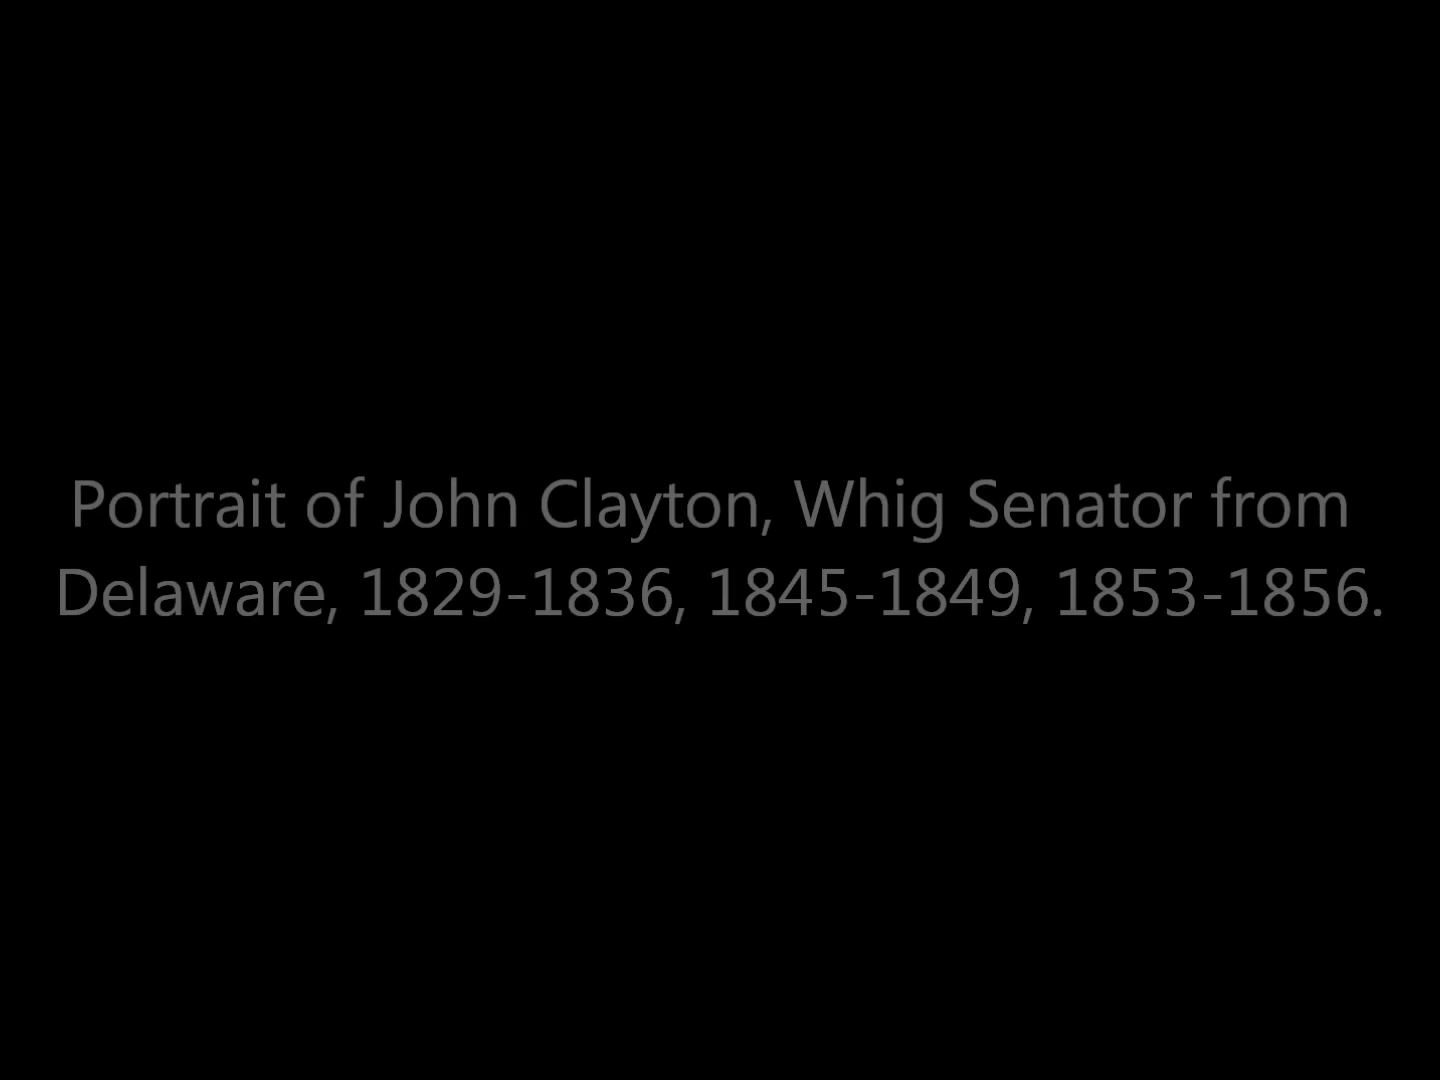 Portrait of John Clayton, Whig Senator from
Delaware, 1829-1836, 1845-1849, 1853-1856.